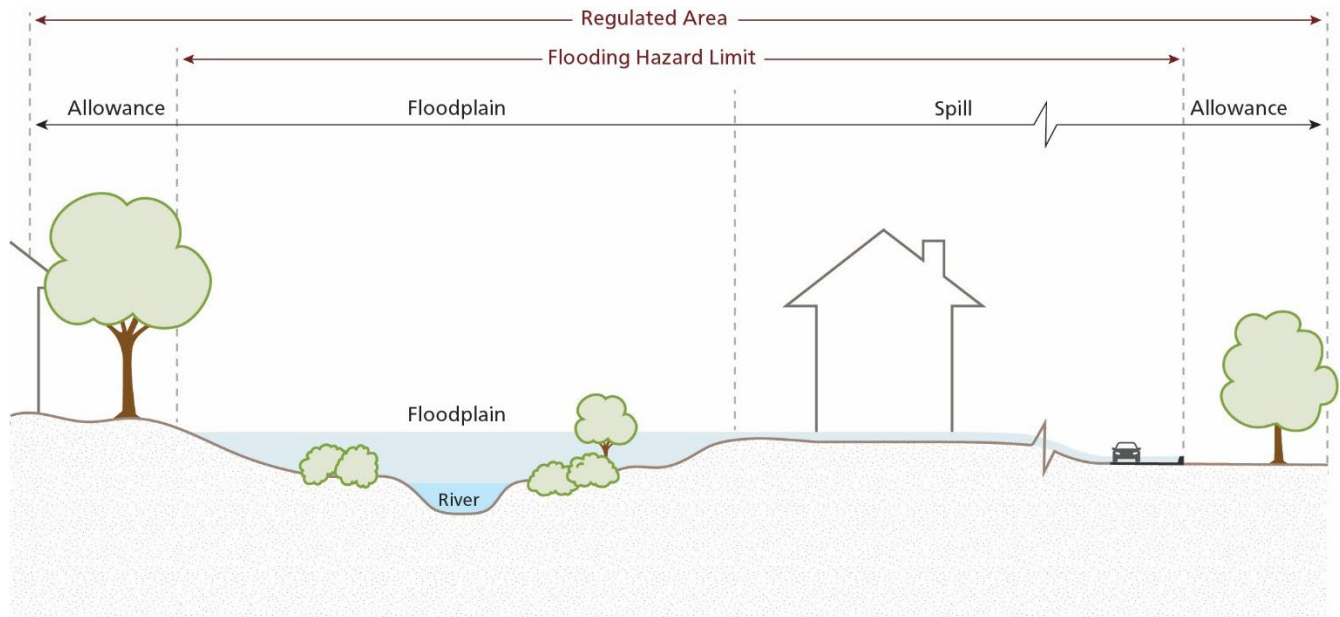 Regulated Area
Flooding Hazard Limit
Allowance
Floodplain
Spill
Allowance
Floodplain
River